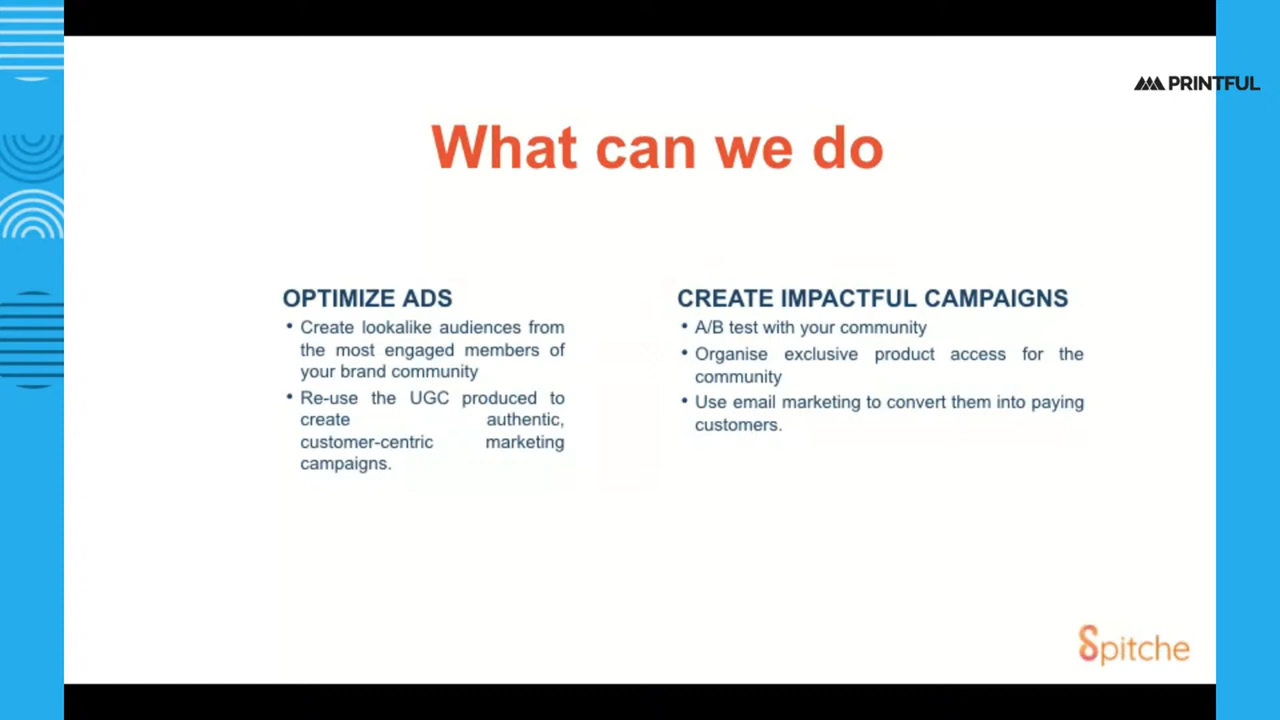 PRINTFUL
What can we do
OPTIMIZE ADS
• Create lookalike audiences from
the most engaged members of
your brand community
• Re-use the UGC produced to
create authentic,
customer-centric marketing
campaigns.
CREATE IMPACTFUL CAMPAIGNS
• A/B test with your community
• Organise exclusive product access for the
community
• Use email marketing to convert them into paying
customers.
Spitche